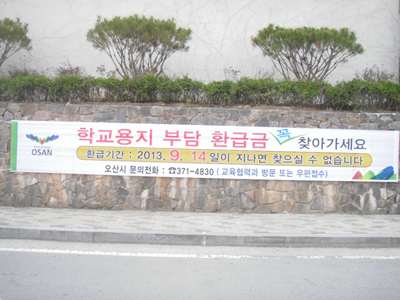 OSAN
학교용지 부담 환급금 꼭 찾아가세요
환급기간 : 2013. 9. 14일이 지나면 찾으실 수 없습니다
오산시 문의전화 : ☎371-4830 ( 교육협력과 방문 또는 우편접수)